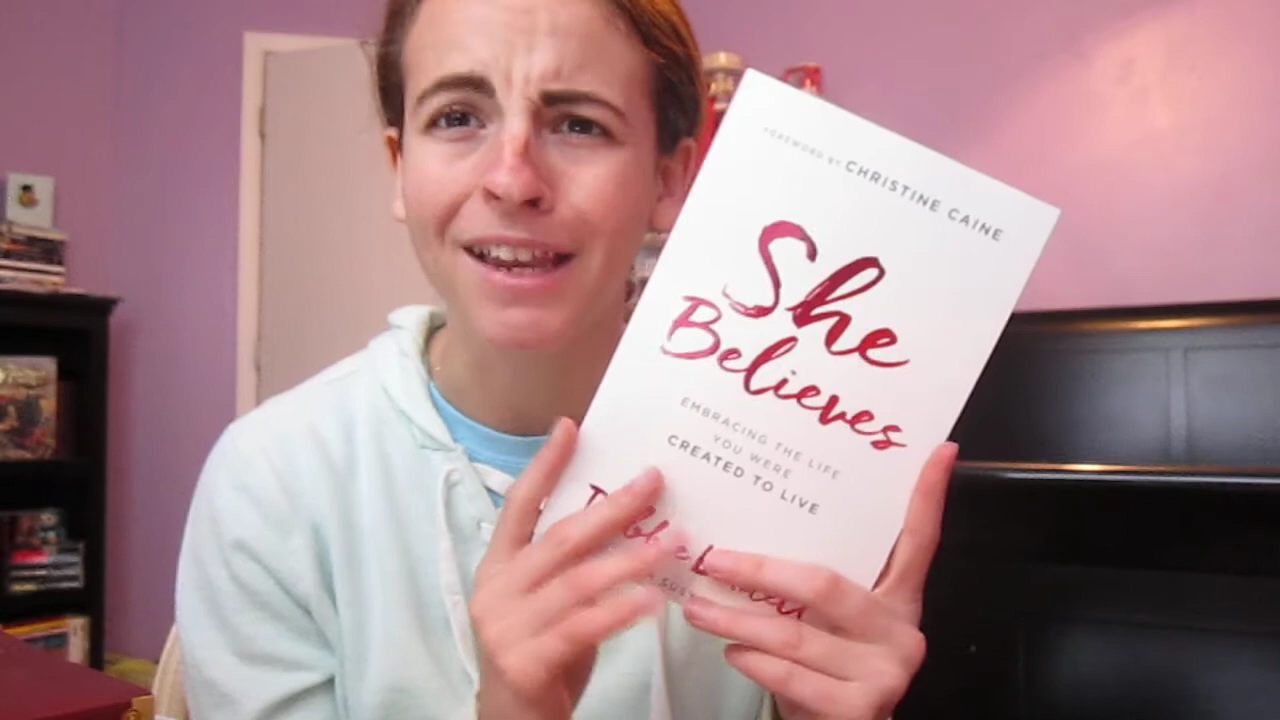 FOREWORD BY CHRISTINE CAINE
She
Believes
EMBRACING THE LIFE
YOU WERE
CREATED TO LIVE